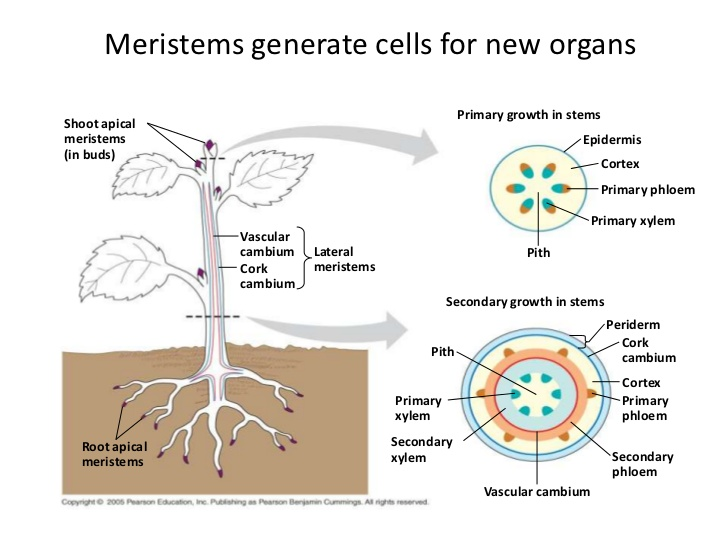 Meristems generate cells for new organs
Shoot apical
meristems
(in buds)
Vascular
cambium
Cork
cambium
Lateral
meristems
Root apical
meristems
Primary growth in stems
Epidermis
Cortex
Primary phloem
Primary xylem
Pith
Secondary growth in stems
Periderm
Cork
cambium
Pith
Cortex
Primary
phloem
Primary
xylem
Secondary
xylem
Secondary
phloem
Vascular cambium
Copyright © 2005 Pearson Education, Inc. Publishing as Pearson Benjamin Cummings. All rights reserved.